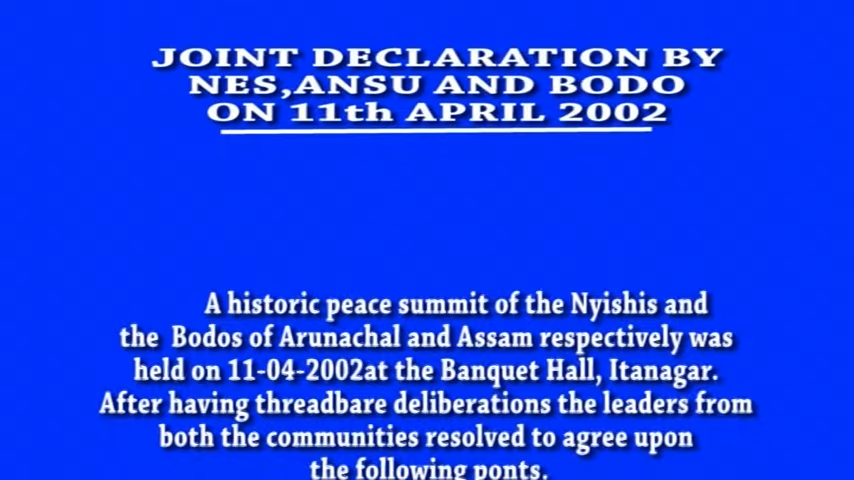 JOINT DECLARATION BY
NES,ANSU AND BODO
ON 11th APRIL 2002
A historic peace summit of the Nyishis and
the Bodos of Arunachal and Assam respectively was
held on 11-04-2002at the Banquet Hall, Itanagar.
After having threadbare deliberations the leaders from
both the communities resolved to agree upon
the following ponts.